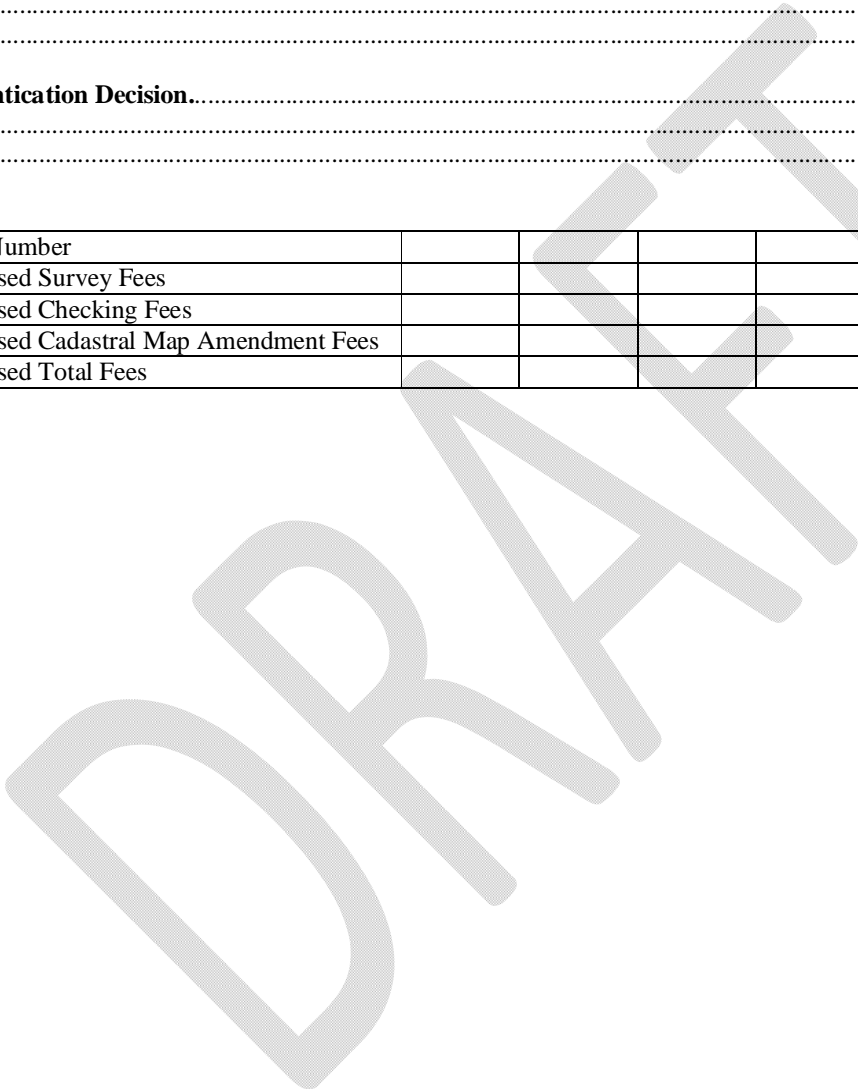 ........................................................................................................................
........................................................................................................................
ntication Decision........................................................................................................
........................................................................................................................
........................................................................................................................
Number
sed Survey Fees
sed Checking Fees
sed Cadastral Map Amendment Fees
sed Total Fees
DRAFT